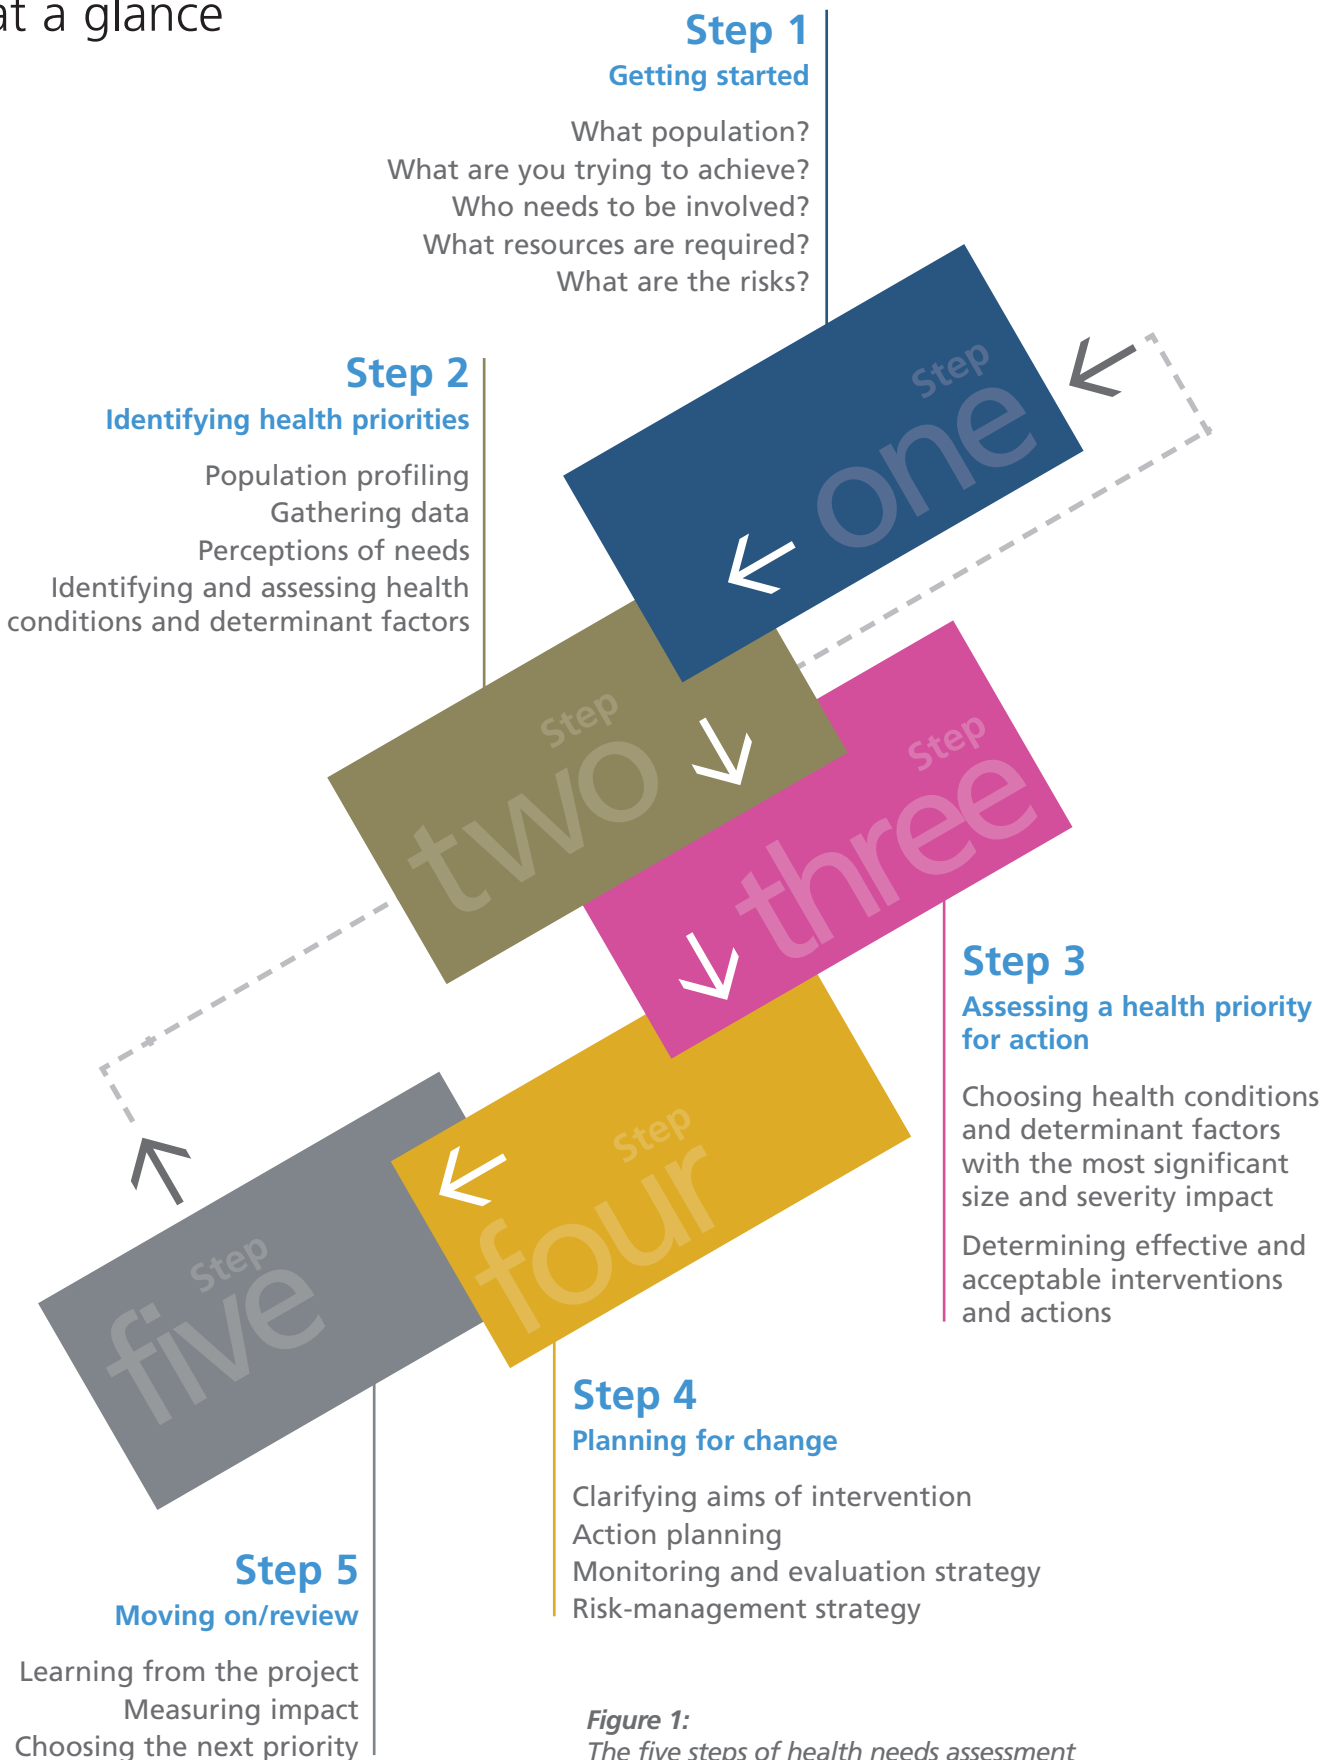 at a glance
Step 1
Getting started
What population?
What are you trying to achieve?
Who needs to be involved?
What resources are required?
What are the risks?
Step 2
Identifying health priorities
Population profiling
Gathering data
Perceptions of needs
Identifying and assessing health
conditions and determinant factors
Step
one
Step
two
Step
three
Step 3
Assessing a health priority
for action
Choosing health conditions
and determinant factors
with the most significant
size and severity impact
Determining effective and
acceptable interventions
and actions
Step
four
Step
five
Step 4
Planning for change
Clarifying aims of intervention
Action planning
Monitoring and evaluation strategy
Risk-management strategy
Step 5
Moving on/review
Learning from the project
Measuring impact
Choosing the next priority
Figure 1:
The five steps of health needs assessment